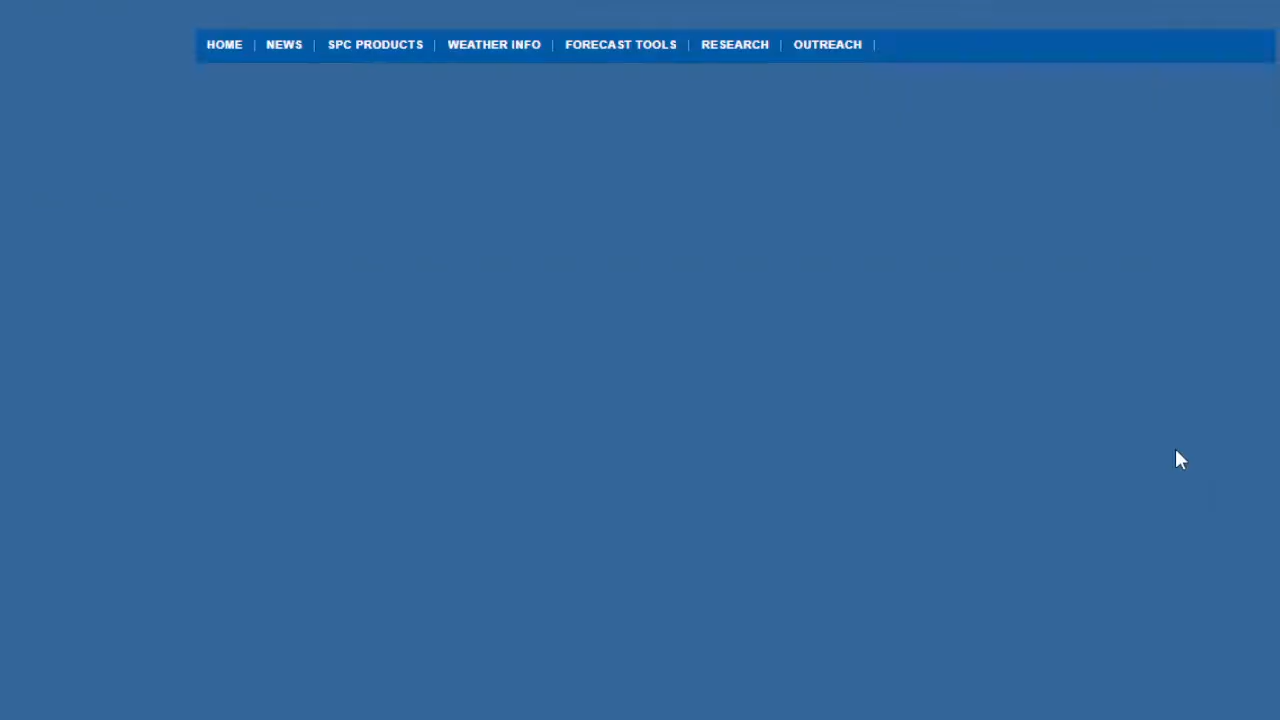 HOME | NEWS | SPC PRODUCTS | WEATHER INFO | FORECAST TOOLS | RESEARCH | OUTREACH |